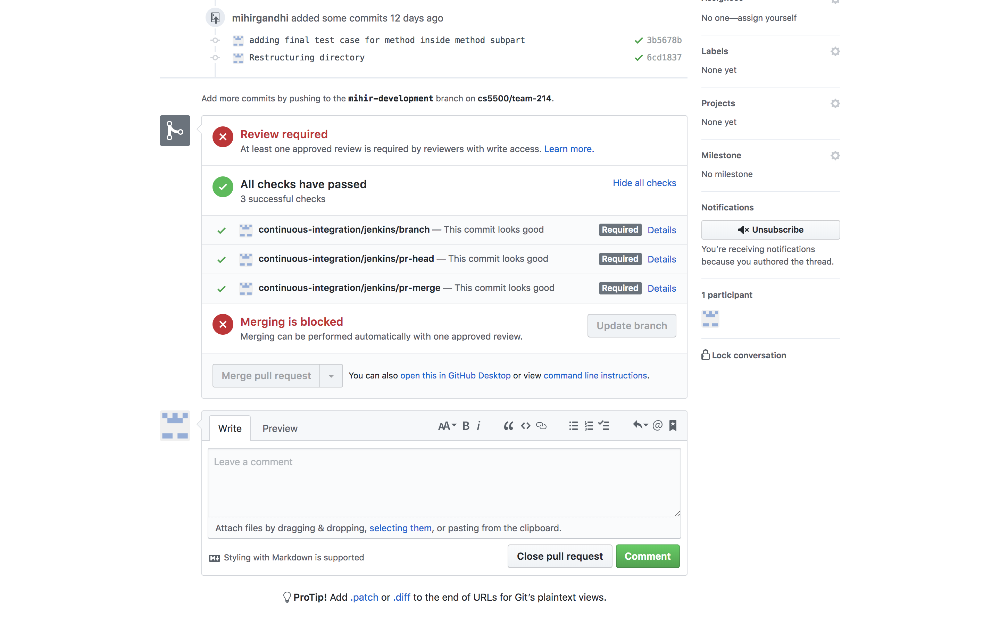 Assignees
mihirgandhi added some commits 12 days ago
No one—assign yourself
adding final test case for method inside method subpart 3b5678b
Restructuring directory 6cd1837
Labels
None yet
Add more commits by pushing to the mihir-development branch on cs5500/team-214.
Projects
None yet
Review required
At least one approved review is required by reviewers with write access. Learn more.
Milestone
No milestone
All checks have passed
Hide all checks
3 successful checks
Notifications
continuous-integration/jenkins/branch — This commit looks good Required Details
Unsubscribe
You’re receiving notifications
because you authored the thread.
continuous-integration/jenkins/pr-head — This commit looks good Required Details
continuous-integration/jenkins/pr-merge — This commit looks good Required Details
1 participant
Merging is blocked
Merging can be performed automatically with one approved review.
Update branch
Lock conversation
Merge pull request
You can also open this in GitHub Desktop or view command line instructions.
Write Preview
AA B i
Leave a comment
Attach files by dragging & dropping, selecting them, or pasting from the clipboard.
M Styling with Markdown is supported
Close pull request Comment
ProTip! Add .patch or .diff to the end of URLs for Git’s plaintext views.